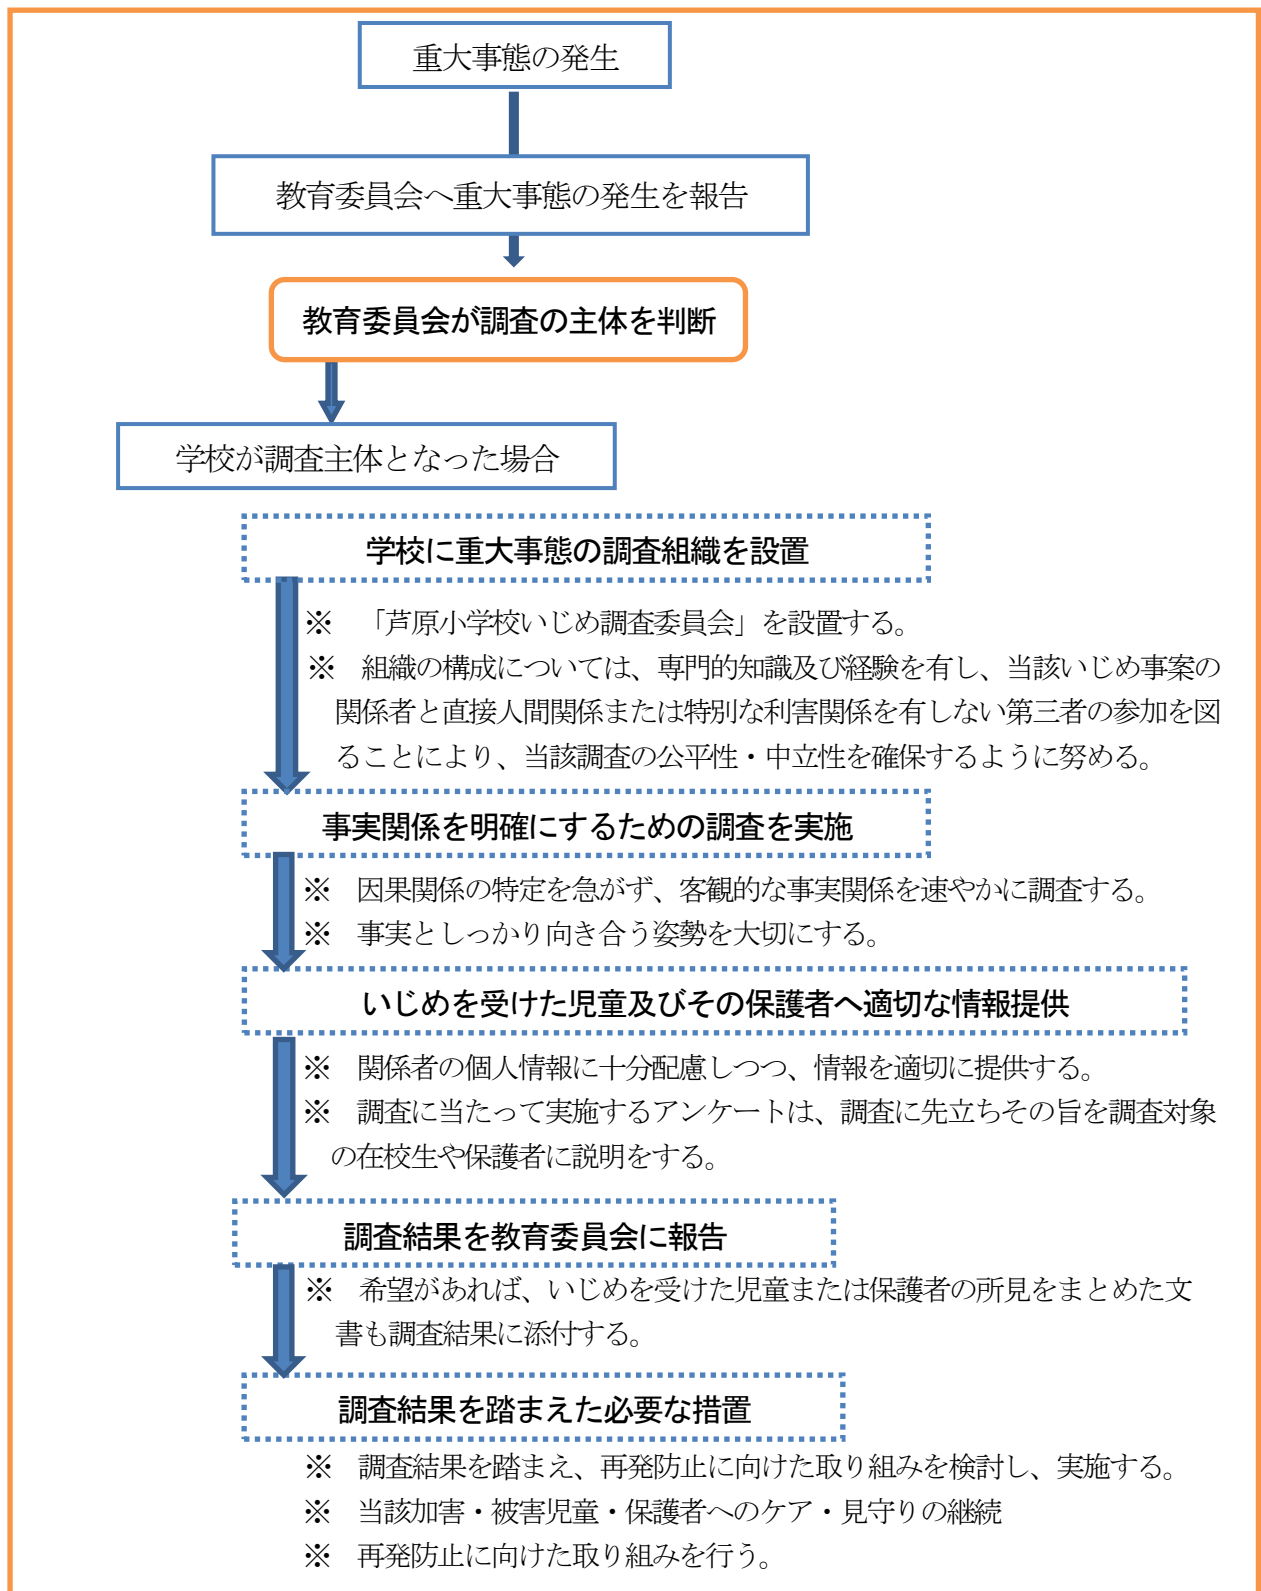 重大事態の発生
教育委員会へ重大事態の発生を報告
教育委員会が調査の主体を判断
学校が調査主体となった場合
学校に重大事態の調査組織を設置
※　「芦原小学校いじめ調査委員会」を設置する。
※　組織の構成については、専門的知識及び経験を有し、当該いじめ事案の
関係者と直接人間関係または特別な利害関係を有しない第三者の参加を図
ることにより、当該調査の公平性・中立性を確保するように努める。
事実関係を明確にするための調査を実施
※　因果関係の特定を急がず、客観的な事実関係を速やかに調査する。
※　事実としっかり向き合う姿勢を大切にする。
いじめを受けた児童及びその保護者へ適切な情報提供
※　関係者の個人情報に十分配慮しつつ、情報を適切に提供する。
※　調査に当たって実施するアンケートは、調査に先立ちその旨を調査対象
の在校生や保護者に説明をする。
調査結果を教育委員会に報告
※　希望があれば、いじめを受けた児童または保護者の所見をまとめた文
書も調査結果に添付する。
調査結果を踏まえた必要な措置
※　調査結果を踏まえ、再発防止に向けた取り組みを検討し、実施する。
※　当該加害・被害児童・保護者へのケア・見守りの継続
※　再発防止に向けた取り組みを行う。